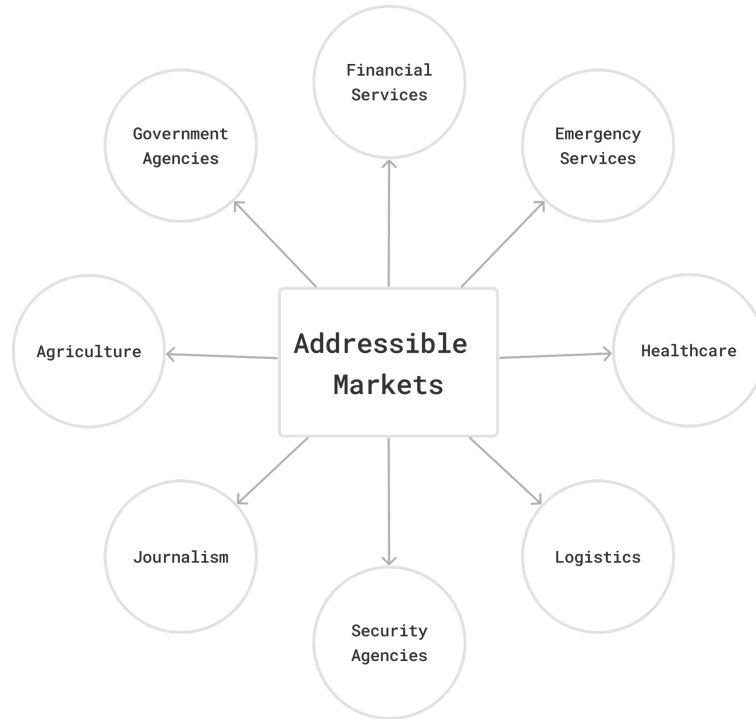 Financial
Services
Government
Agencies
Emergency
Services
Addressible
Markets
Agriculture
Healthcare
Journalism
Logistics
Security
Agencies